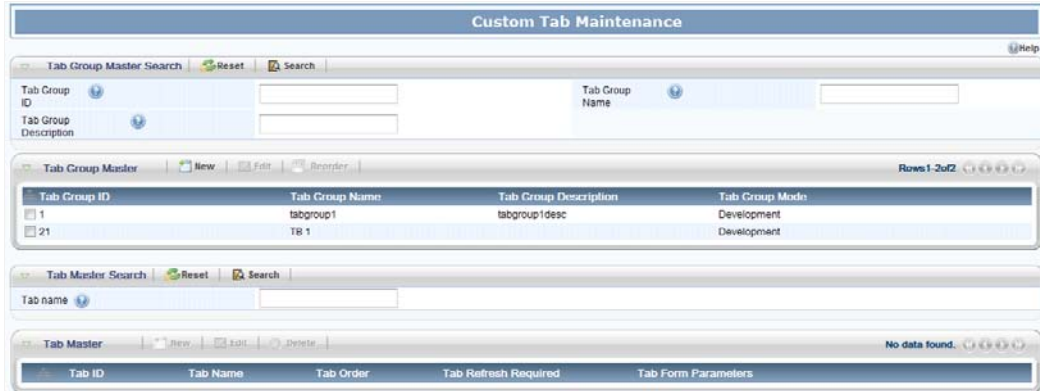 Custom Tab Maintenance
Help
Tab Group Master Search Reset Search
Tab Group ID Tab Group Name
Tab Group Description
Tab Group Master New Edit Reorder Rows1-2of2
Tab Group ID Tab Group Name Tab Group Description Tab Group Mode
1 tabgroup1 tabgroup1desc Development
21 TB 1 Development
Tab Master Search Reset Search
Tab name
Tab Master New Edit Delete No data found.
Tab ID Tab Name Tab Order Tab Refresh Required Tab Form Parameters